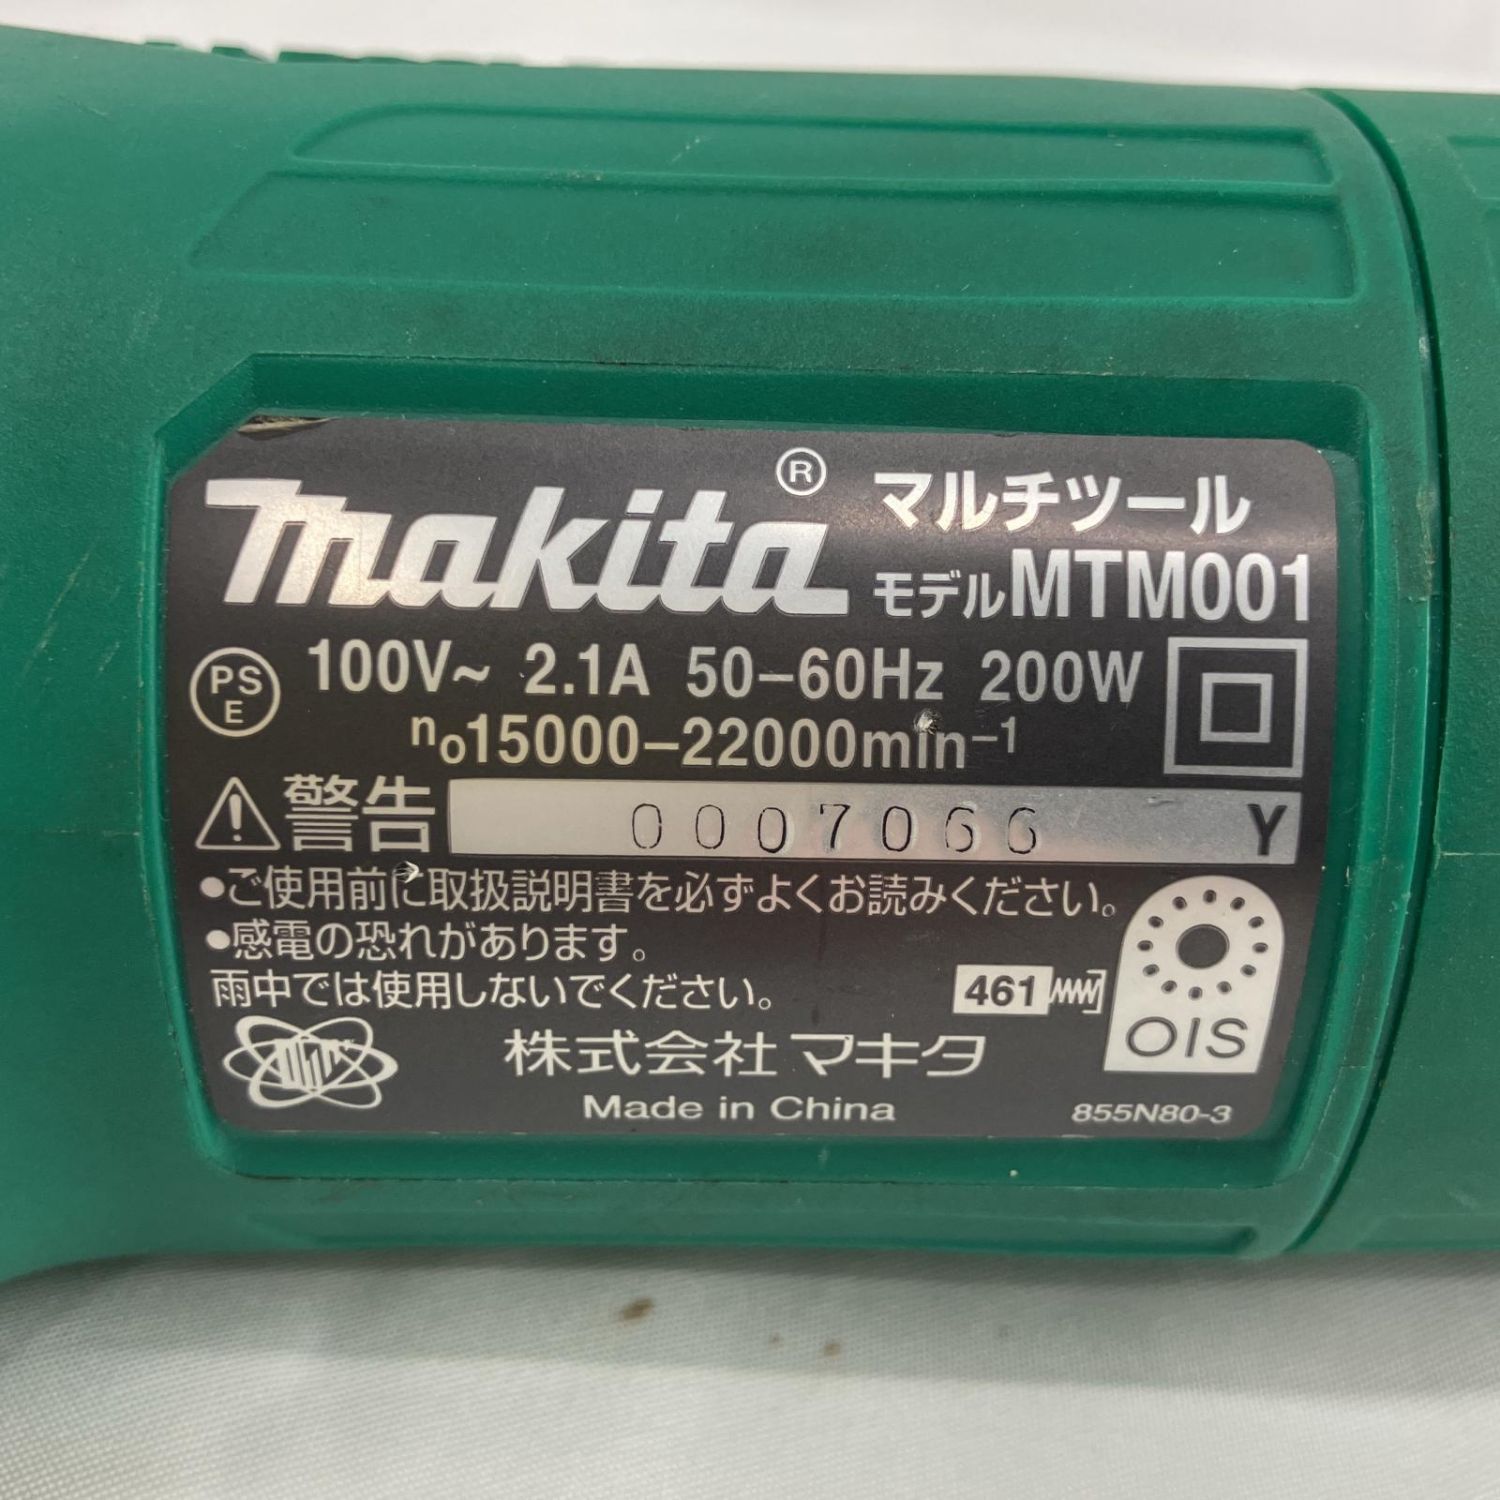 makita® マルチツール
モデルMTM001
PS E 100V~ 2.1A 50-60Hz 200W
n₀15000-22000min⁻¹
警告 0007066 Y
•ご使用前に取扱説明書を必ずよくお読みください。
•感電の恐れがあります。
雨中では使用しないでください。
461
OIS
株式会社マキタ
Made in China
855N80-3